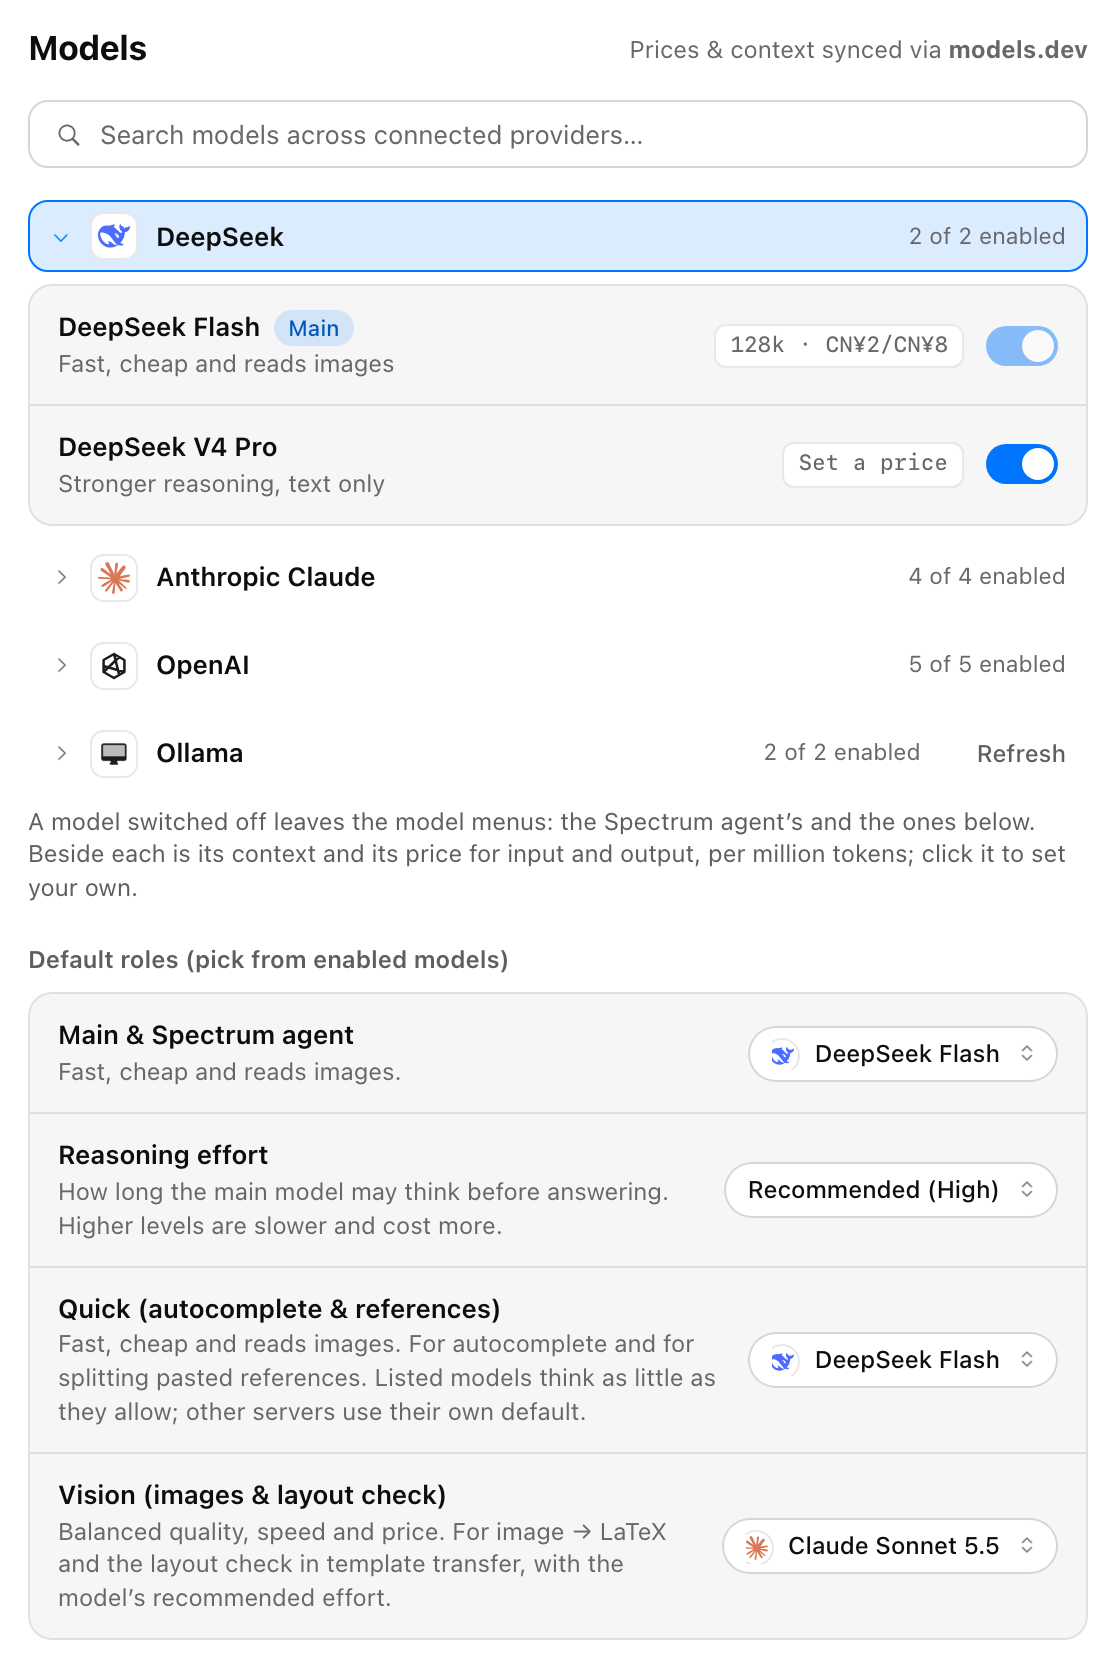 Models
Prices & context synced via models.dev
Search models across connected providers...
DeepSeek
2 of 2 enabled
DeepSeek Flash Main
Fast, cheap and reads images
128k · CN¥2/CN¥8
DeepSeek V4 Pro
Stronger reasoning, text only
Set a price
Anthropic Claude
4 of 4 enabled
OpenAI
5 of 5 enabled
Ollama
2 of 2 enabled
Refresh
A model switched off leaves the model menus: the Spectrum agent’s and the ones below.
Beside each is its context and its price for input and output, per million tokens; click it to set
your own.
Default roles (pick from enabled models)
Main & Spectrum agent
Fast, cheap and reads images.
DeepSeek Flash
Reasoning effort
How long the main model may think before answering.
Higher levels are slower and cost more.
Recommended (High)
Quick (autocomplete & references)
Fast, cheap and reads images. For autocomplete and for
splitting pasted references. Listed models think as little as
they allow; other servers use their own default.
DeepSeek Flash
Vision (images & layout check)
Balanced quality, speed and price. For image → LaTeX
and the layout check in template transfer, with the
model’s recommended effort.
Claude Sonnet 5.5